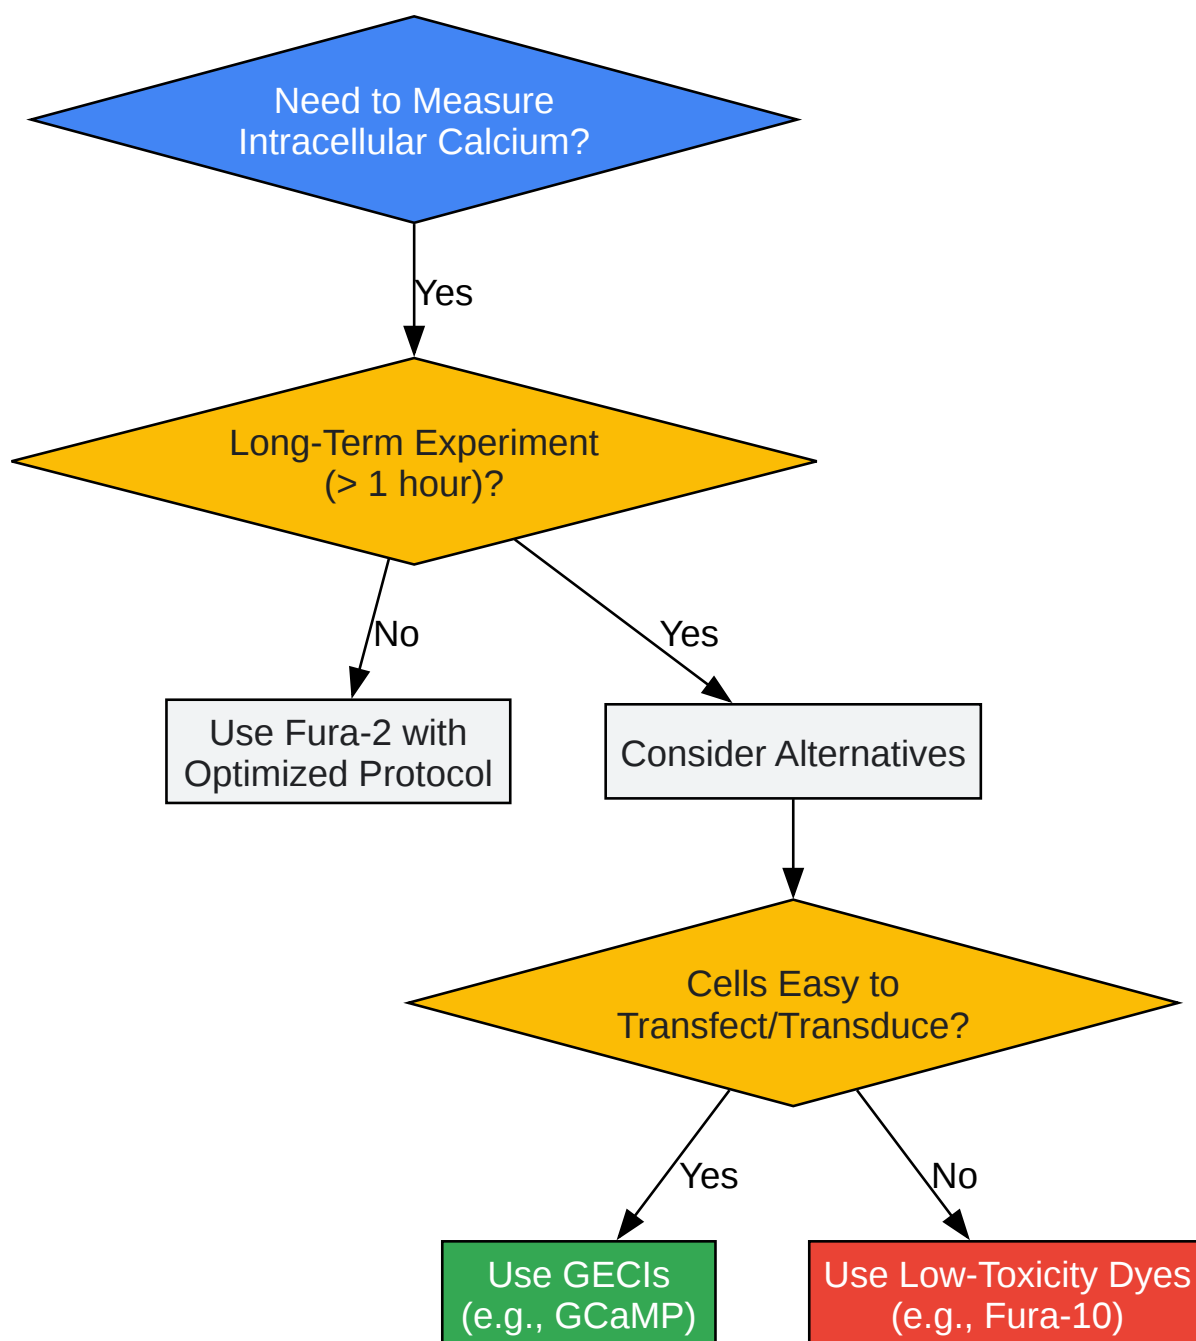 Need to Measure
Intracellular Calcium?
Yes
Long-Term Experiment
(> 1 hour)?
No
Yes
Use Fura-2 with
Optimized Protocol
Consider Alternatives
Cells Easy to
Transfect/Transduce?
Yes
No
Use GECIs
(e.g., GCaMP)
Use Low-Toxicity Dyes
(e.g., Fura-10)